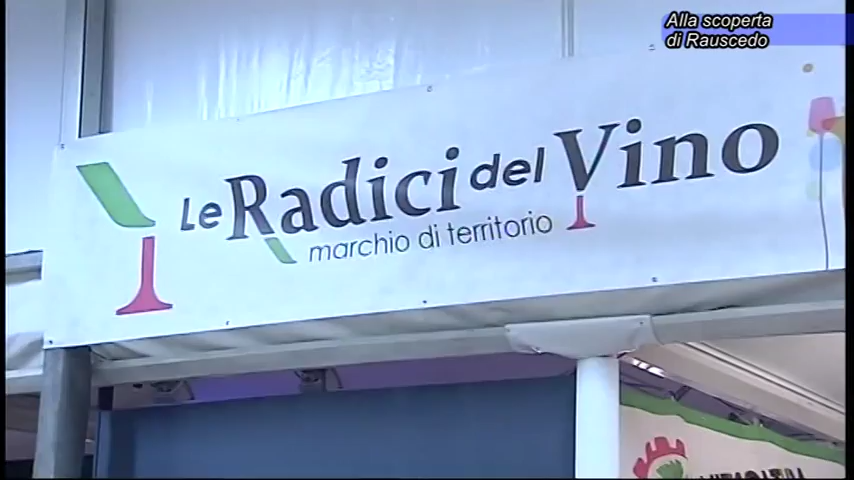 Alla scoperta
di Rauscedo
Le Radici del Vino
marchio di territorio